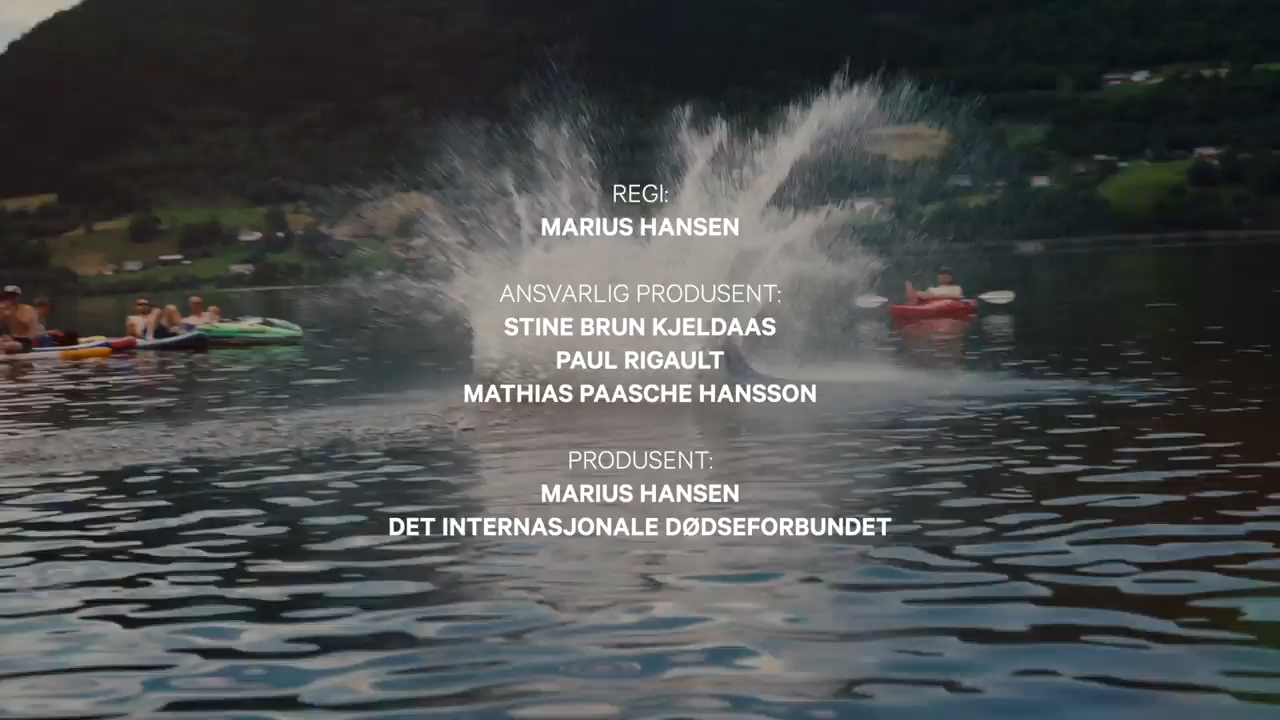 REGI:
MARIUS HANSEN
ANSVARLIG PRODUSENT:
STINE BRUN KJELDAAS
PAUL RIGAULT
MATHIAS PAASCHE HANSSON
PRODUSENT:
MARIUS HANSEN
DET INTERNASJONALE DØDSEFORBUNDET